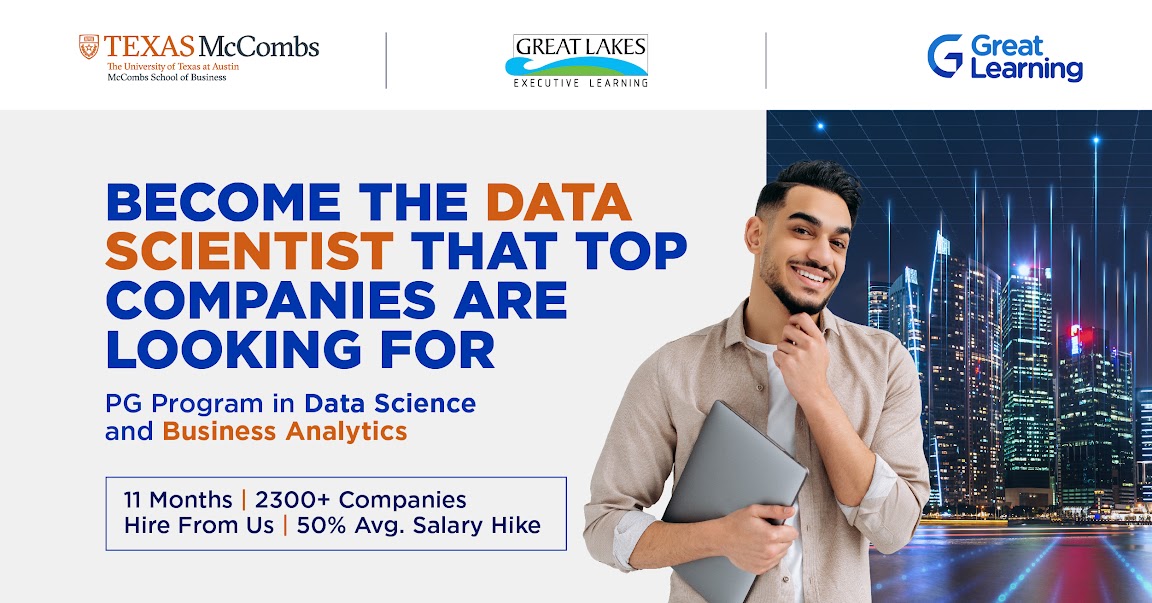 TEXAS McCombs
The University of Texas at Austin
McCombs School of Business
GREAT LAKES
EXECUTIVE LEARNING
Great
Learning
BECOME THE DATA
SCIENTIST THAT TOP
COMPANIES ARE
LOOKING FOR
PG Program in Data Science
and Business Analytics
11 Months | 2300+ Companies
Hire From Us | 50% Avg. Salary Hike